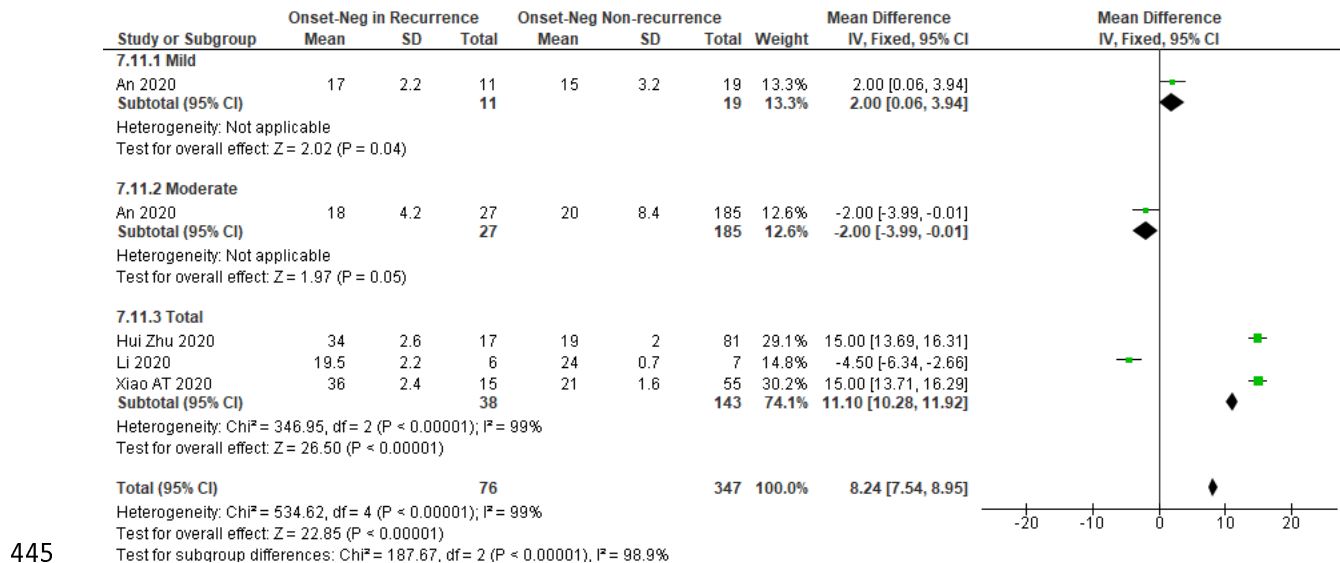 Onset-Neg in Recurrence Onset-Neg Non-recurrence Mean Difference Mean Difference
Study or Subgroup Mean SD Total Mean SD Total Weight IV, Fixed, 95% CI IV, Fixed, 95% CI
7.11.1 Mild
An 2020 17 2.2 11 15 3.2 19 13.3% 2.00 [0.06, 3.94]
Subtotal (95% CI) 11 19 13.3% 2.00 [0.06, 3.94]
Heterogeneity: Not applicable
Test for overall effect: Z = 2.02 (P = 0.04)
7.11.2 Moderate
An 2020 18 4.2 27 20 8.4 185 12.6% -2.00 [-3.99, -0.01]
Subtotal (95% CI) 27 185 12.6% -2.00 [-3.99, -0.01]
Heterogeneity: Not applicable
Test for overall effect: Z = 1.97 (P = 0.05)
7.11.3 Total
Hui Zhu 2020 34 2.6 17 19 2 81 29.1% 15.00 [13.69, 16.31]
Li 2020 19.5 2.2 6 24 0.7 7 14.8% -4.50 [-6.34, -2.66]
Xiao AT 2020 36 2.4 15 21 1.6 55 30.2% 15.00 [13.71, 16.29]
Subtotal (95% CI) 38 143 74.1% 11.10 [10.28, 11.92]
Heterogeneity: Chi² = 346.95, df = 2 (P < 0.00001); I² = 99%
Test for overall effect: Z = 26.50 (P < 0.00001)
Total (95% CI) 76 347 100.0% 8.24 [7.54, 8.95]
Heterogeneity: Chi² = 534.62, df = 4 (P < 0.00001); I² = 99%
Test for overall effect: Z = 22.85 (P < 0.00001)
Test for subgroup differences: Chi² = 187.67, df = 2 (P < 0.00001), I² = 98.9%
-20 -10 0 10 20
445